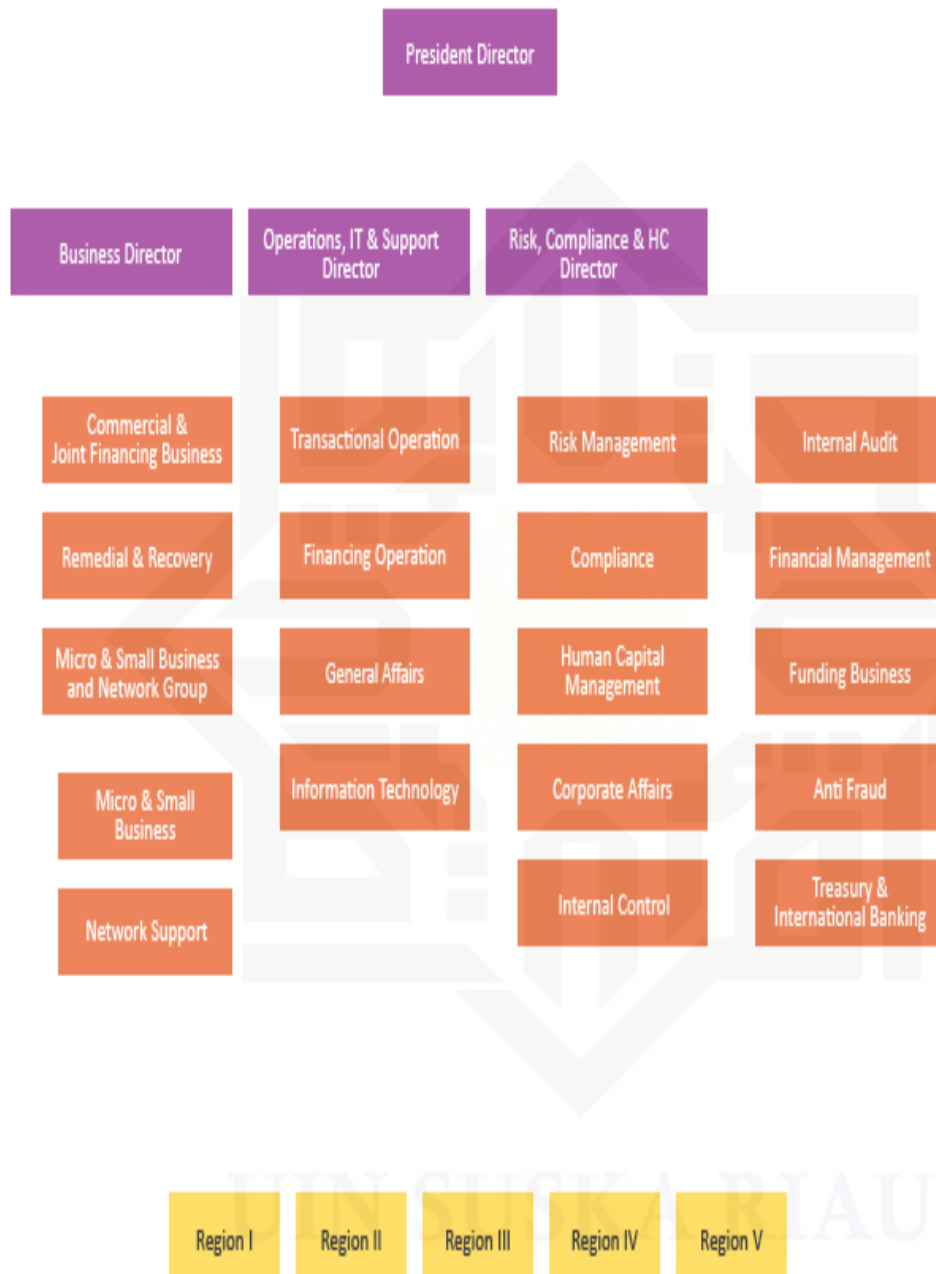 President Director
Business Director
Operations, IT & Support
Director
Risk, Compliance & HC
Director
Commercial &
Joint Financing Business
Transactional Operation
Risk Management
Internal Audit
Remedial & Recovery
Financing Operation
Compliance
Financial Management
Micro & Small Business
and Network Group
General Affairs
Human Capital
Management
Funding Business
Micro & Small
Business
Information Technology
Corporate Affairs
Anti Fraud
Network Support
Internal Control
Treasury &
International Banking
UIN SUSKA RIAU
Region I
Region II
Region III
Region IV
Region V